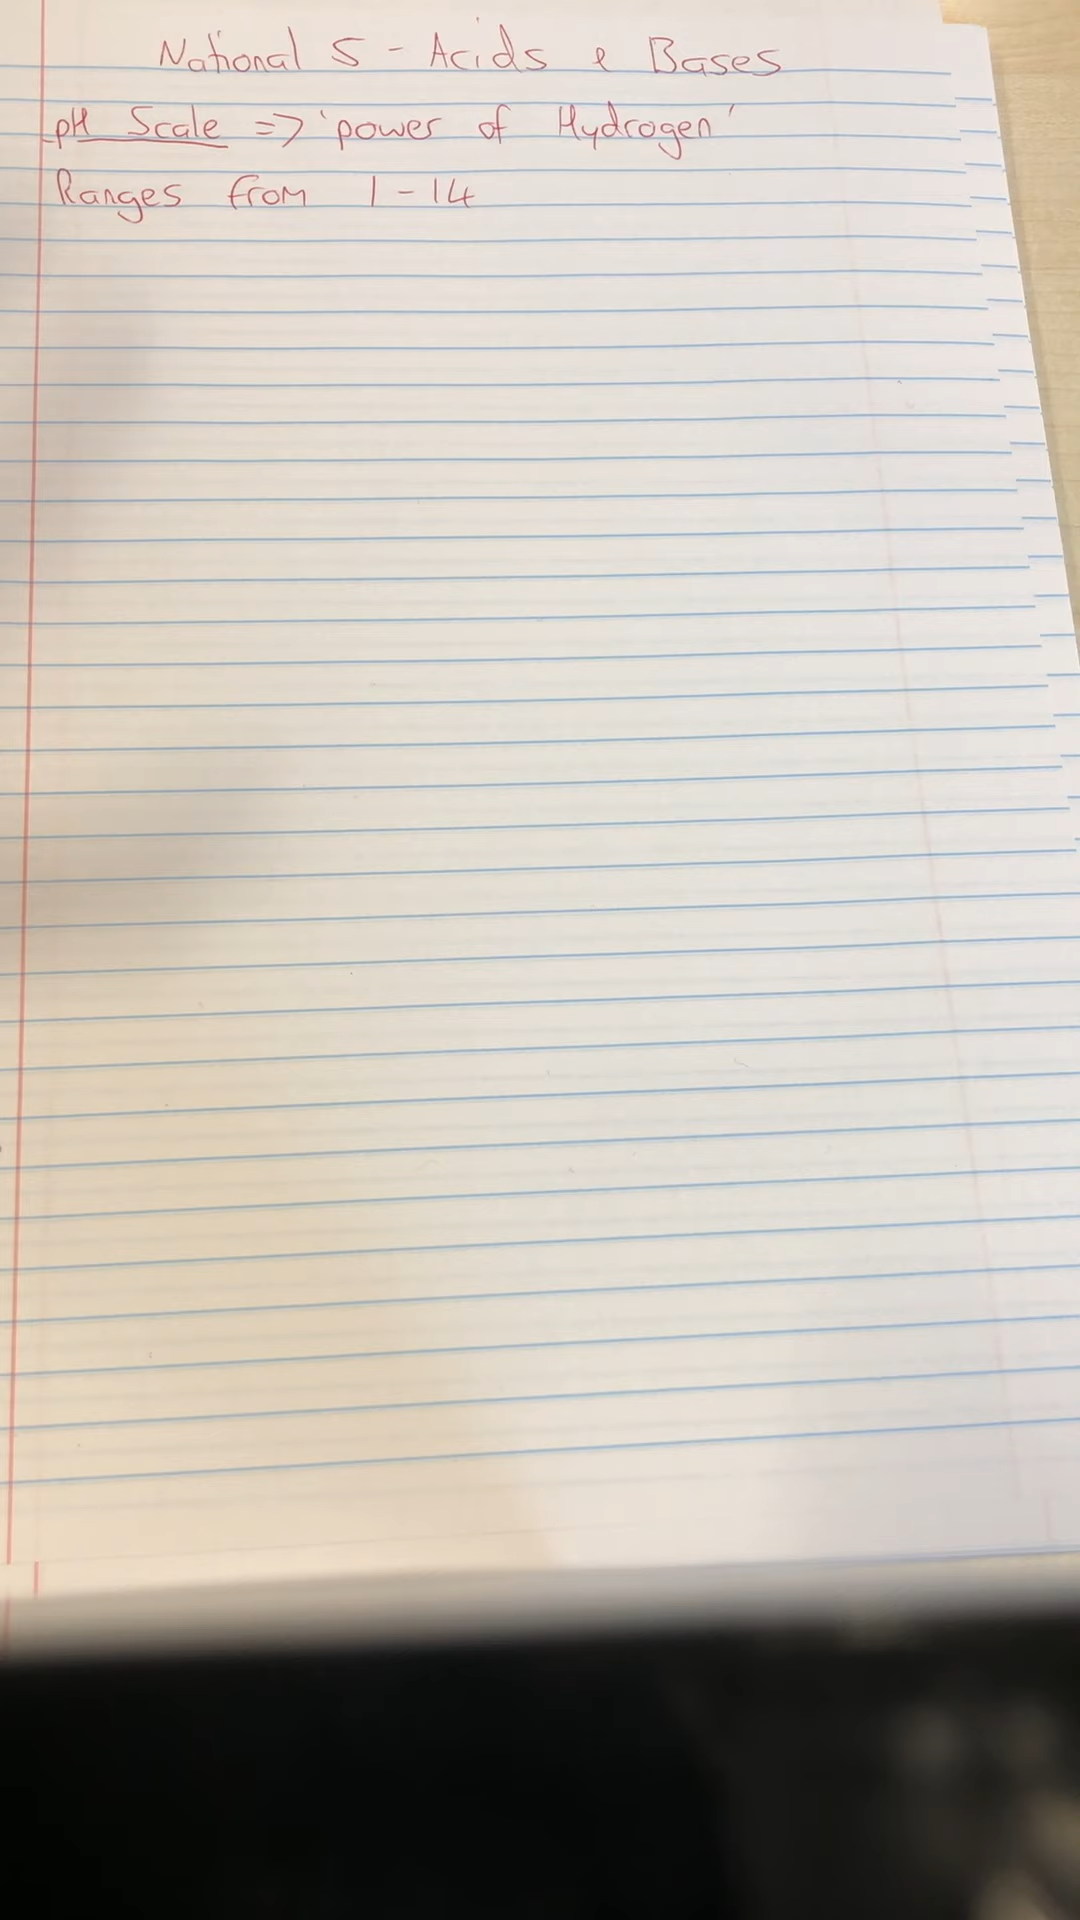 National 5 - Acids & Bases
pH Scale => 'power of Hydrogen'
Ranges from 1-14